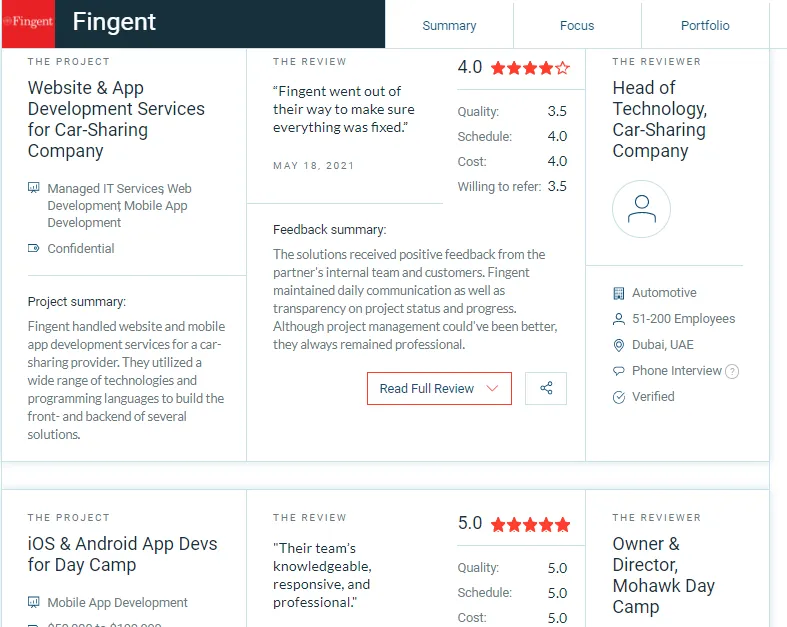 Fingent
Fingent
Summary
Focus
Portfolio
THE PROJECT
Website & App
Development Services
for Car-Sharing
Company
Managed IT Services Web
Development Mobile App
Development
Confidential
Project summary:
Fingent handled website and mobile
app development services for a car-
sharing provider. They utilized a
wide range of technologies and
programming languages to build the
front- and backend of several
solutions.
THE REVIEW
“Fingent went out of
their way to make sure
everything was fixed.”
MAY 18, 2021
4.0
Quality: 3.5
Schedule: 4.0
Cost: 4.0
Willing to refer: 3.5
Feedback summary:
The solutions received positive feedback from the
partner's internal team and customers. Fingent
maintained daily communication as well as
transparency on project status and progress.
Although project management could've been better,
they always remained professional.
Read Full Review
THE REVIEWER
Head of
Technology,
Car-Sharing
Company
Automotive
51-200 Employees
Dubai, UAE
Phone Interview ?
Verified
THE PROJECT
iOS & Android App Devs
for Day Camp
Mobile App Development
THE REVIEW
"Their team's
knowledgeable,
responsive, and
professional."
5.0
Quality: 5.0
Schedule: 5.0
Cost: 5.0
THE REVIEWER
Owner &
Director,
Mohawk Day
Camp